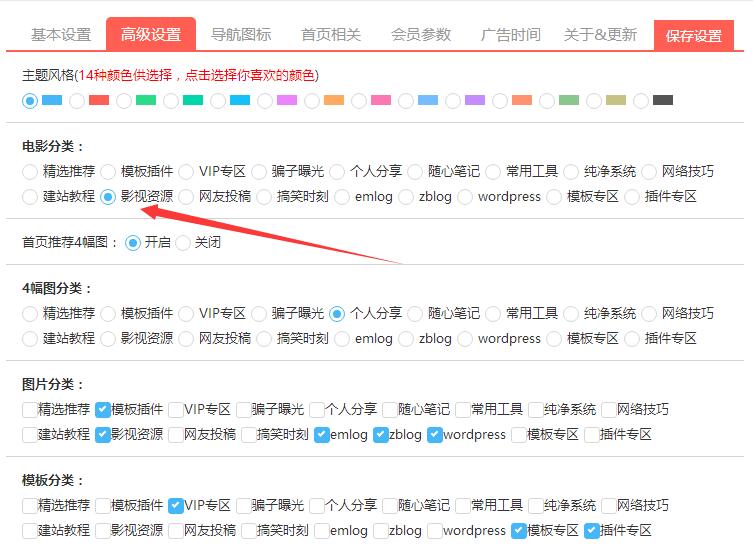 基本设置 高级设置 导航图标 首页相关 会员参数 广告时间 关于&更新 保存设置
主题风格(14种颜色供选择，点击选择你喜欢的颜色)
电影分类：
精选推荐 模板插件 VIP专区 骗子曝光 个人分享 随心笔记 常用工具 纯净系统 网络技巧
建站教程 影视资源 网友投稿 搞笑时刻 emlog zblog wordpress 模板专区 插件专区
首页推荐4幅图： 开启 关闭
4幅图分类：
精选推荐 模板插件 VIP专区 骗子曝光 个人分享 随心笔记 常用工具 纯净系统 网络技巧
建站教程 影视资源 网友投稿 搞笑时刻 emlog zblog wordpress 模板专区 插件专区
图片分类：
精选推荐 模板插件 VIP专区 骗子曝光 个人分享 随心笔记 常用工具 纯净系统 网络技巧
建站教程 影视资源 网友投稿 搞笑时刻 emlog zblog wordpress 模板专区 插件专区
模板分类：
精选推荐 模板插件 VIP专区 骗子曝光 个人分享 随心笔记 常用工具 纯净系统 网络技巧
建站教程 影视资源 网友投稿 搞笑时刻 emlog zblog wordpress 模板专区 插件专区